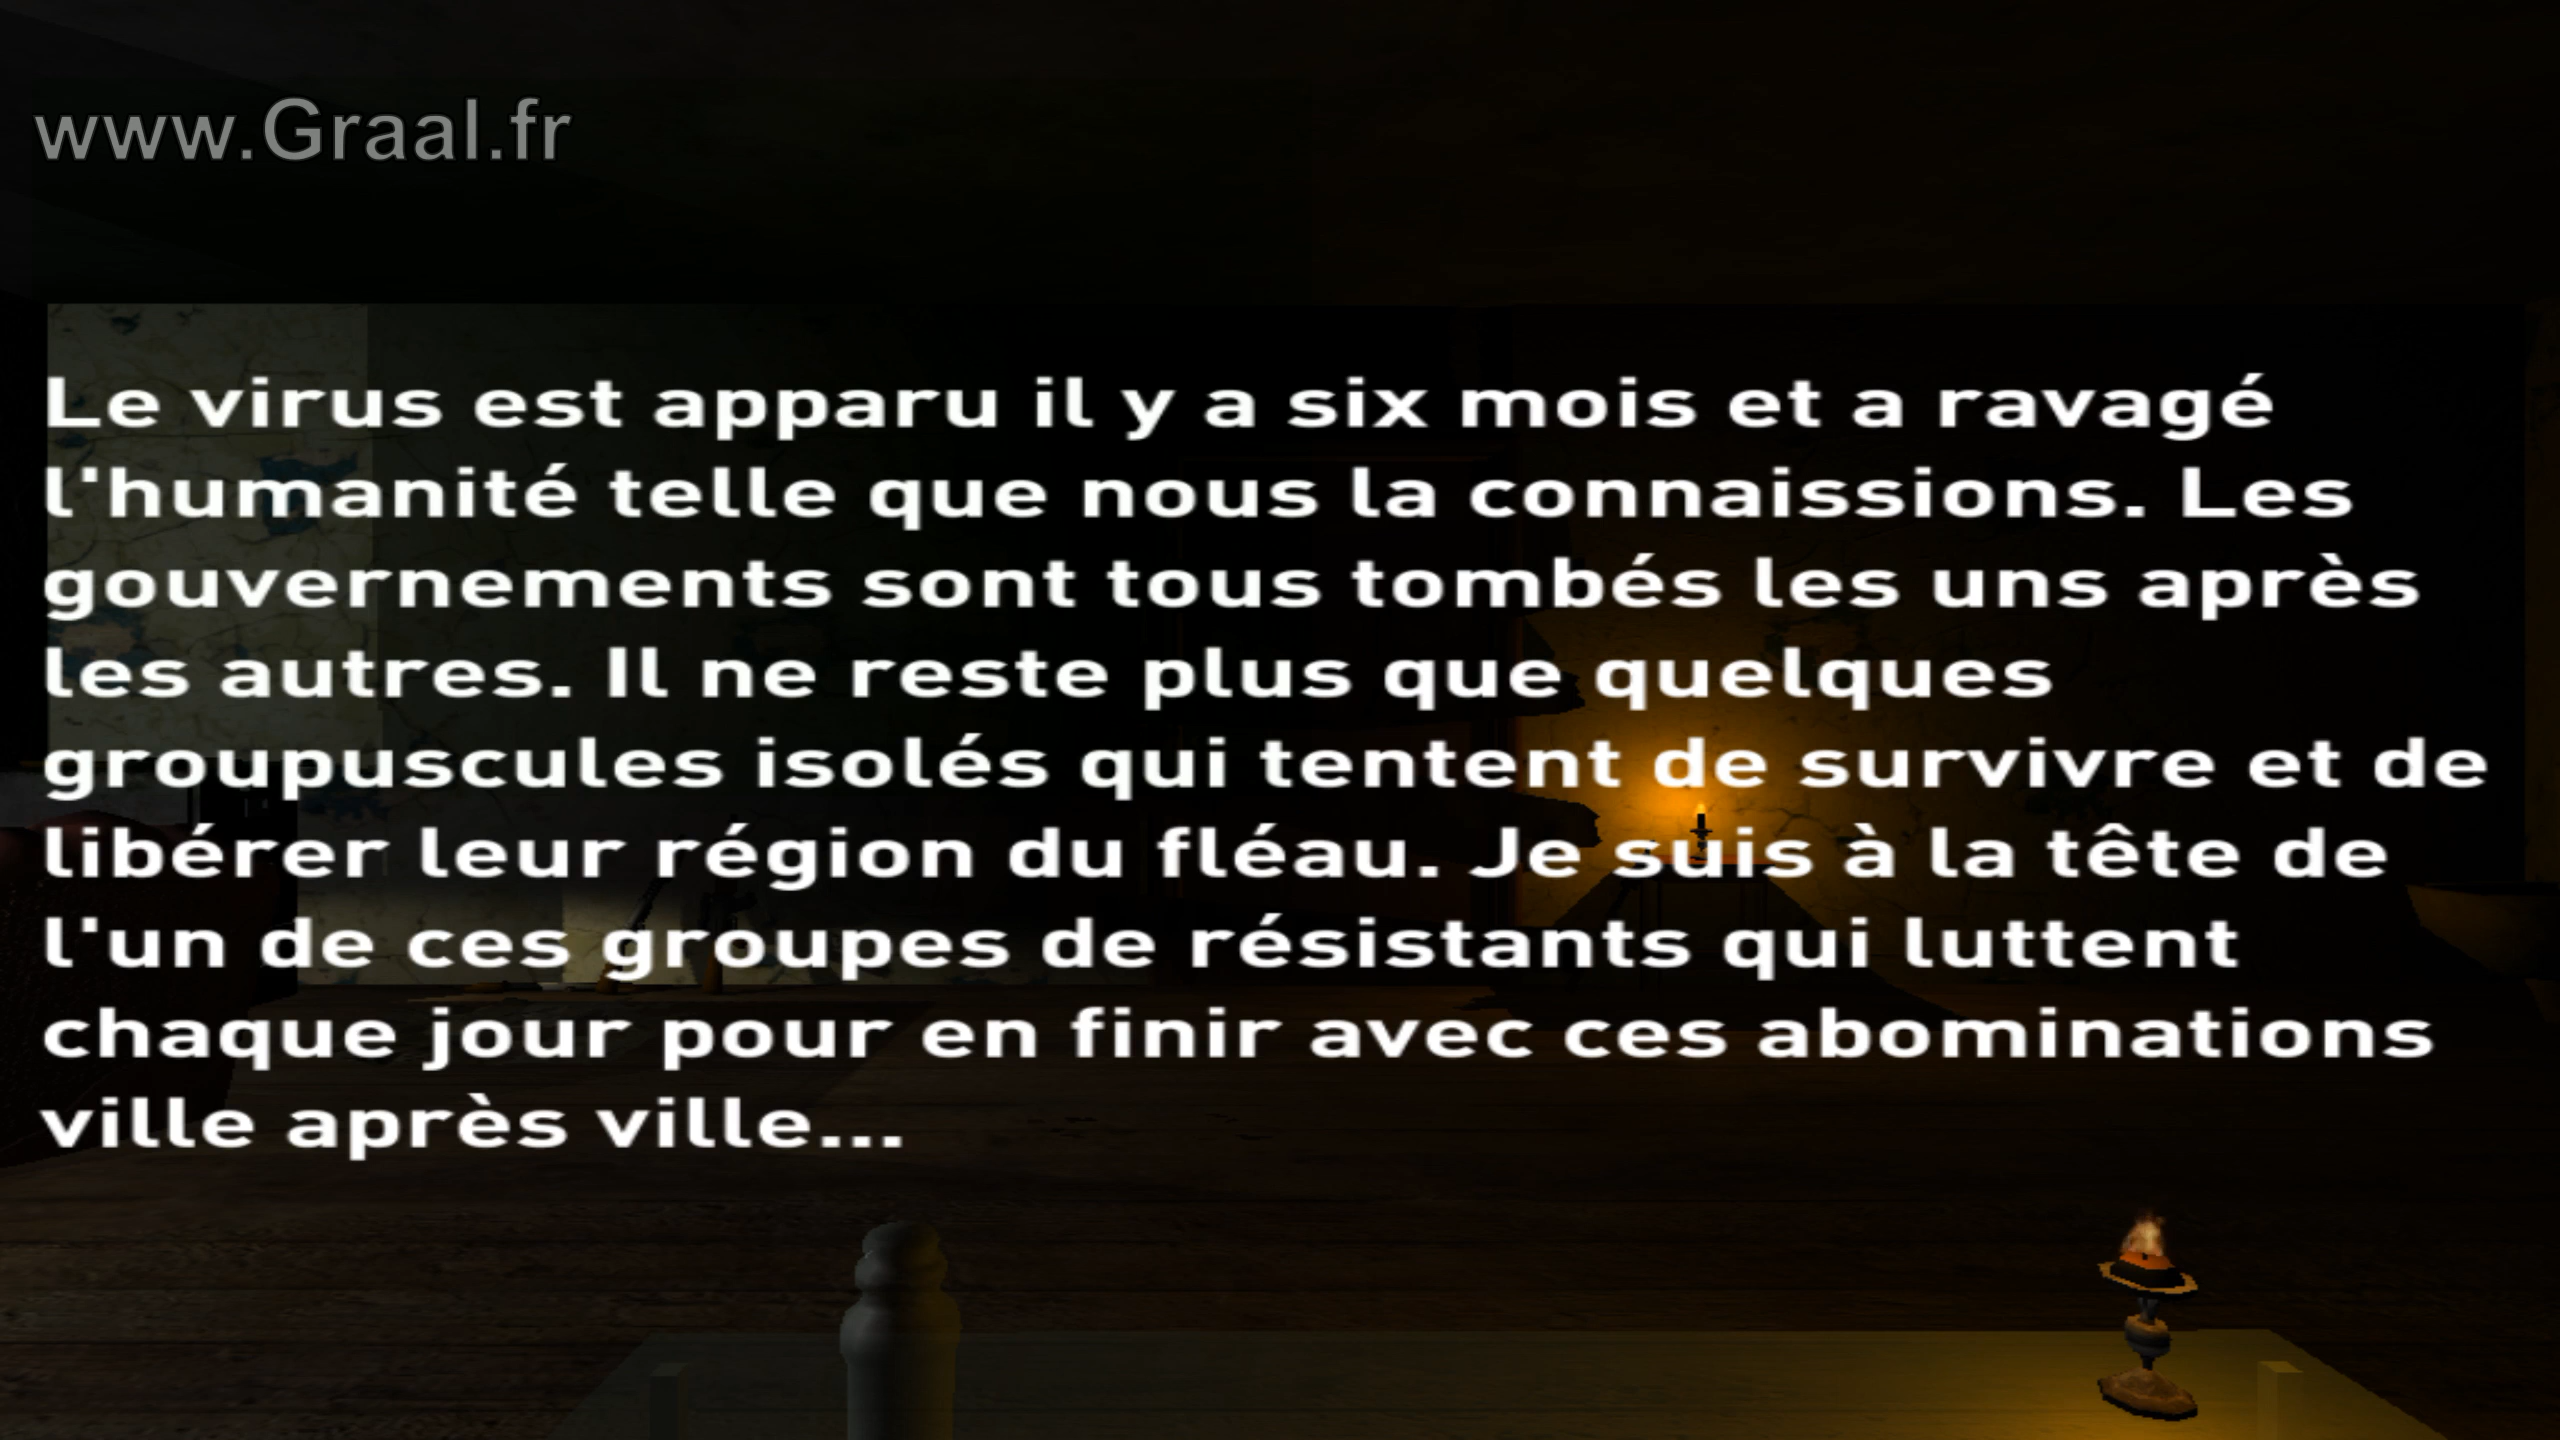 www.Graal.fr
Le virus est apparu il y a six mois et a ravagé
l'humanité telle que nous la connaissions. Les
gouvernements sont tous tombés les uns après
les autres. Il ne reste plus que quelques
groupuscules isolés qui tentent de survivre et de
libérer leur région du fléau. Je suis à la tête de
l'un de ces groupes de résistants qui luttent
chaque jour pour en finir avec ces abominations
ville après ville...